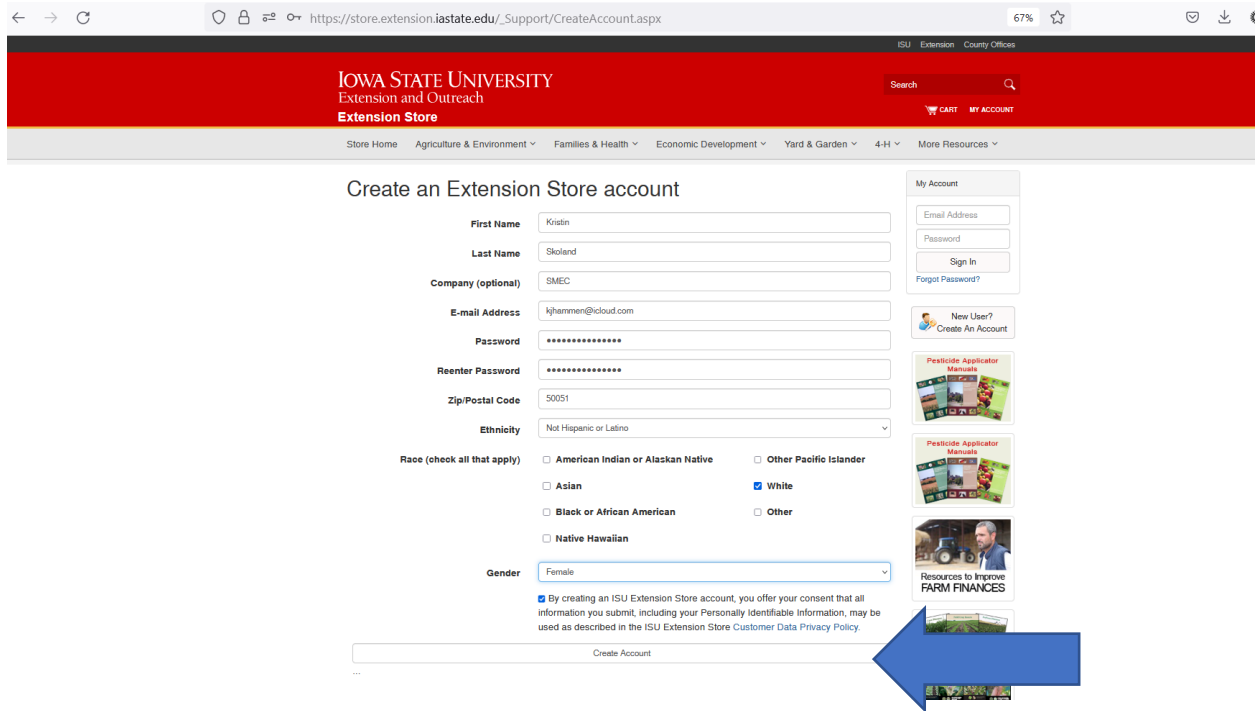 https://store.extension.iastate.edu/_Support/CreateAccount.aspx
67%
ISU Extension County Offices
IOWA STATE UNIVERSITY
Extension and Outreach
Extension Store
Search
CART MY ACCOUNT
Store Home Agriculture & Environment Families & Health Economic Development Yard & Garden 4-H More Resources
Create an Extension Store account
First Name Kristin
Last Name Skoland
Company (optional) SMEC
E-mail Address kjhammen@icloud.com
Password •••••••••••••••
Reenter Password •••••••••••••••
Zip/Postal Code 50051
Ethnicity Not Hispanic or Latino
Race (check all that apply) American Indian or Alaskan Native Other Pacific Islander
Asian White
Black or African American Other
Native Hawaiian
Gender Female
By creating an ISU Extension Store account, you offer your consent that all
information you submit, including your Personally Identifiable Information, may be
used as described in the ISU Extension Store Customer Data Privacy Policy.
Create Account
...
My Account
Email Address
Password
Sign In
Forgot Password?
New User?
Create An Account
Pesticide Applicator
Manuals
Pesticide Applicator
Manuals
Resources to Improve
FARM FINANCES